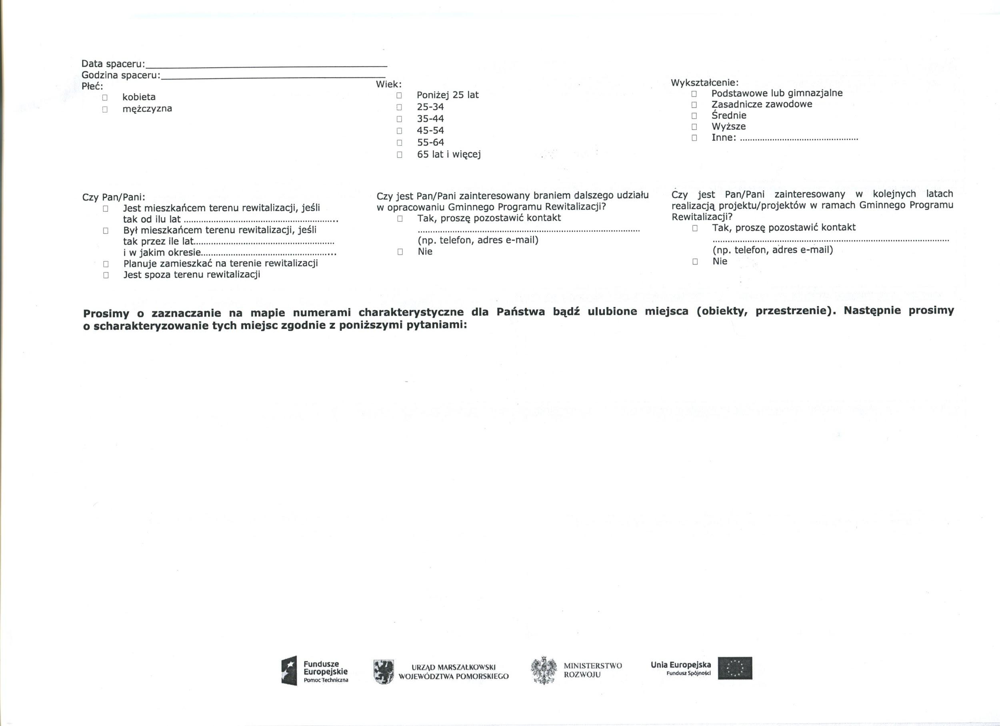 Data spaceru:
Godzina spaceru:
Płeć:
kobieta
mężczyzna
Wiek:
Poniżej 25 lat
25-34
35-44
45-54
55-64
65 lat i więcej
Wykształcenie:
Podstawowe lub gimnazjalne
Zasadnicze zawodowe
Średnie
Wyższe
Inne: ................................................
Czy Pan/Pani:
Jest mieszkańcem terenu rewitalizacji, jeśli
tak od ilu lat ..............................................................
Był mieszkańcem terenu rewitalizacji, jeśli
tak przez ile lat.........................................................
i w jakim okresie.......................................................
Planuje zamieszkać na terenie rewitalizacji
Jest spoza terenu rewitalizacji
Czy jest Pan/Pani zainteresowany braniem dalszego udziału
w opracowaniu Gminnego Programu Rewitalizacji?
Tak, proszę pozostawić kontakt
..........................................................................................
(np. telefon, adres e-mail)
Nie
Czy jest Pan/Pani zainteresowany w kolejnych latach
realizacją projektu/projektów w ramach Gminnego Programu
Rewitalizacji?
Tak, proszę pozostawić kontakt
................................................................................................
(np. telefon, adres e-mail)
Nie
Prosimy o zaznaczanie na mapie numerami charakterystyczne dla Państwa bądź ulubione miejsca (obiekty, przestrzenie). Następnie prosimy
o scharakteryzowanie tych miejsc zgodnie z poniższymi pytaniami:
Fundusze
Europejskie
Pomoc Techniczna
URZĄD MARSZAŁKOWSKI
WOJEWÓDZTWA POMORSKIEGO
MINISTERSTWO
ROZWOJU
Unia Europejska
Fundusz Spójności